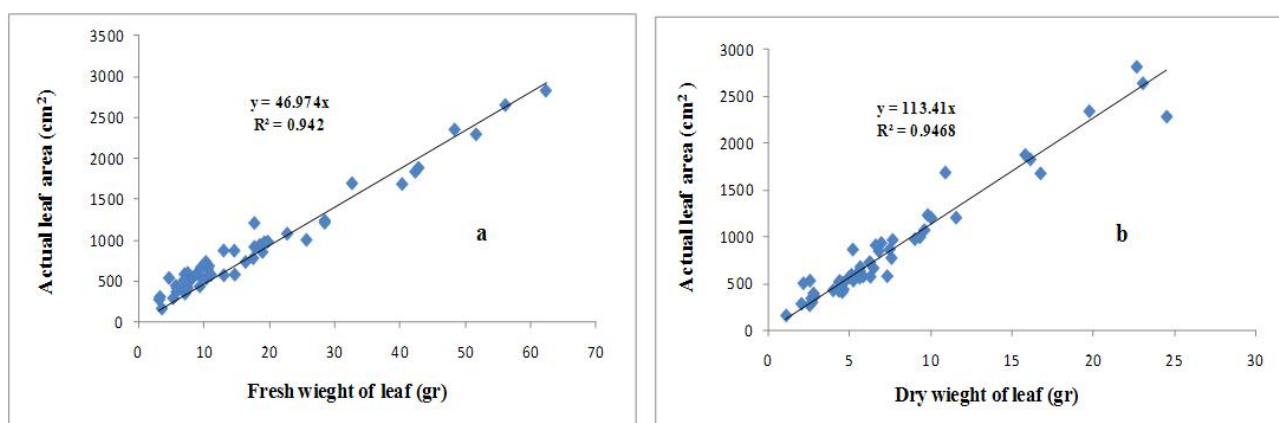 3500
3000
2500
2000
1500
1000
500
0
0 10 20 30 40 50 60 70
Actual leaf area (cm²)
Fresh wieght of leaf (gr)
y = 46.974x
R² = 0.942
a
3000
2500
2000
1500
1000
500
0
0 5 10 15 20 25 30
Actual leaf area (cm²)
Dry wieght of leaf (gr)
y = 113.41x
R² = 0.9468
b